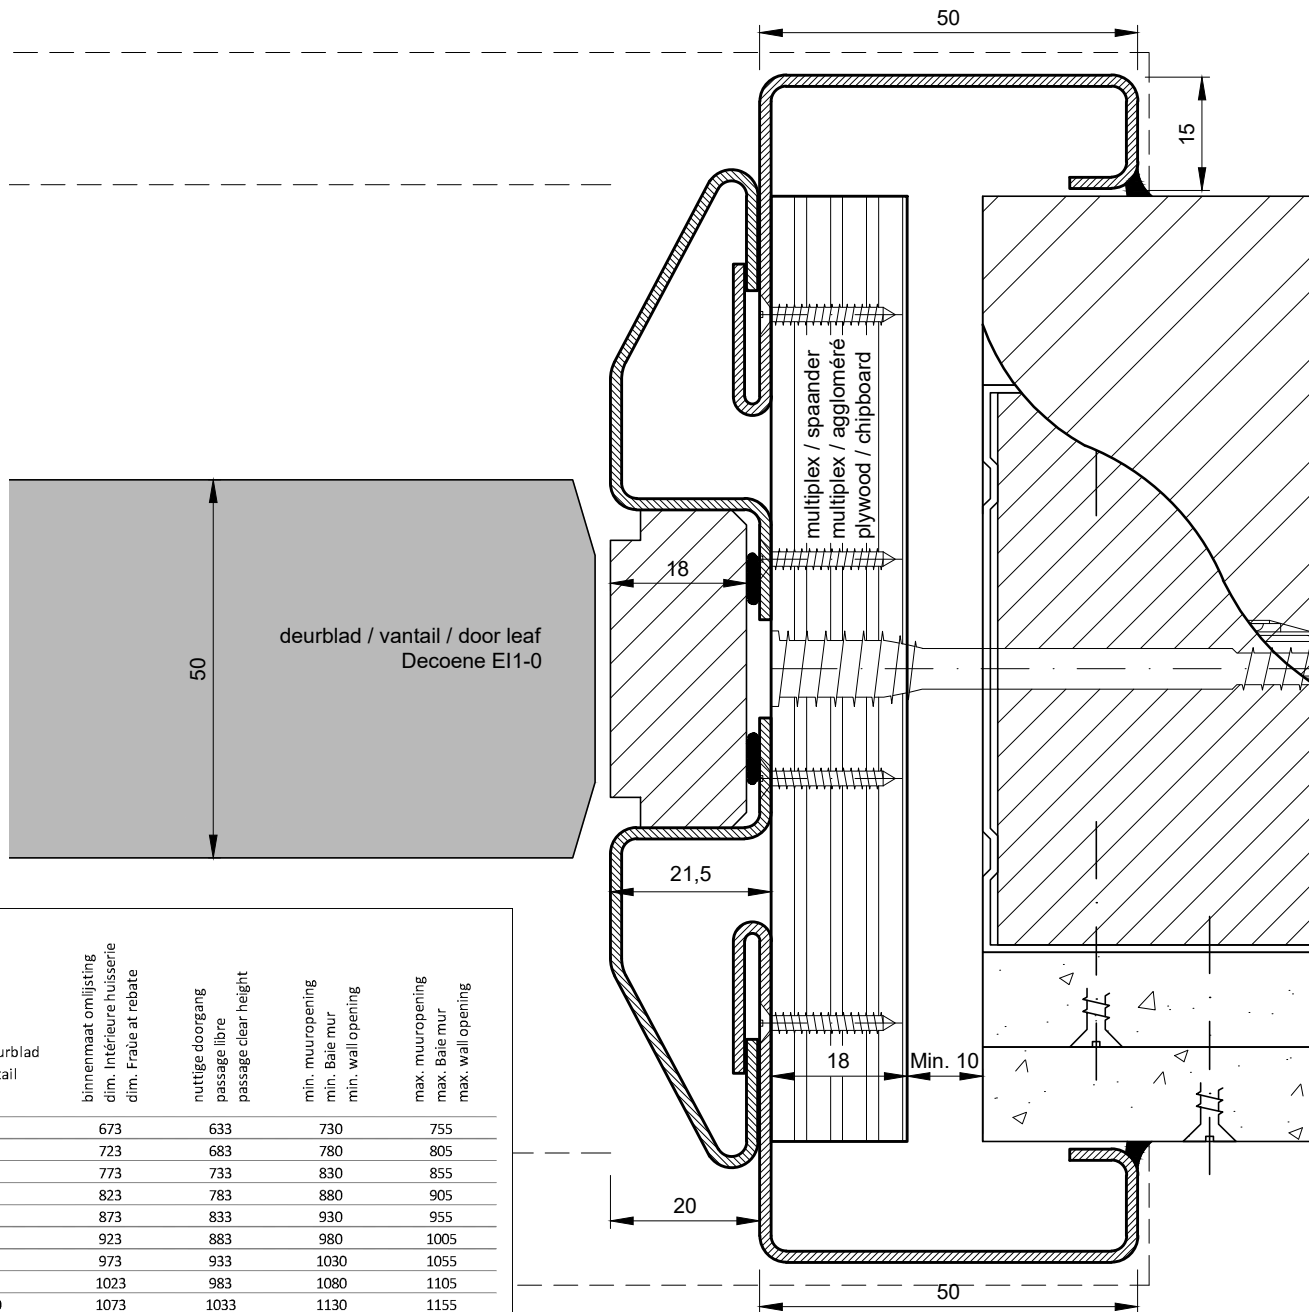 50
15
multiplex / spaander
multiplex / aggloméré
plywood / chipboard
18
deurblad / vantail / door leaf
Decoene EI1-0
50
21,5
18
Min. 10
20
50
urblad
tail
binnenmaat omlijsting
dim. Intérieure huisserie
dim. Fraüe at rebate
nuttige doorgang
passage libre
passage clear height
min. muuropening
min. Baie mur
min. wall opening
max. muuropening
max. Baie mur
max. wall opening
673 633 730 755
723 683 780 805
773 733 830 855
823 783 880 905
873 833 930 955
923 883 980 1005
973 933 1030 1055
1023 983 1080 1105
1073 1033 1130 1155